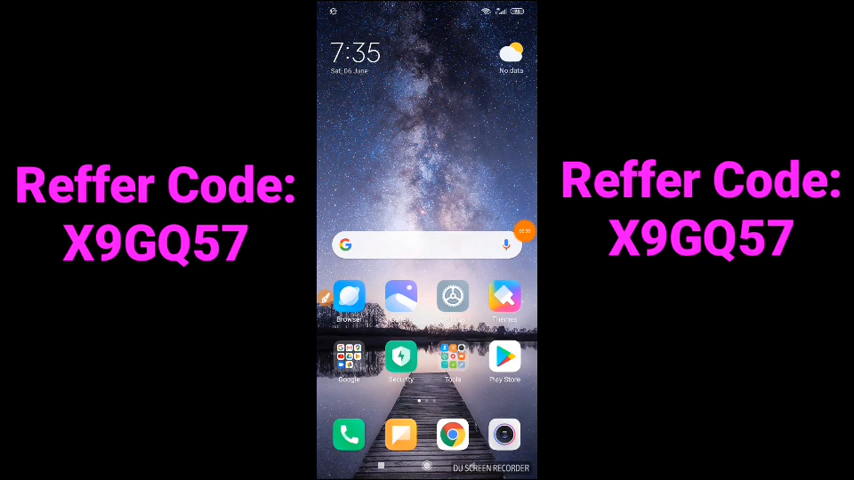 Reffer Code:
X9GQ57
7:35
Sat, 06 June
No data
Browser
Themes
Google
Security
Tools
Play Store
DU SCREEN RECORDER
Reffer Code:
X9GQ57